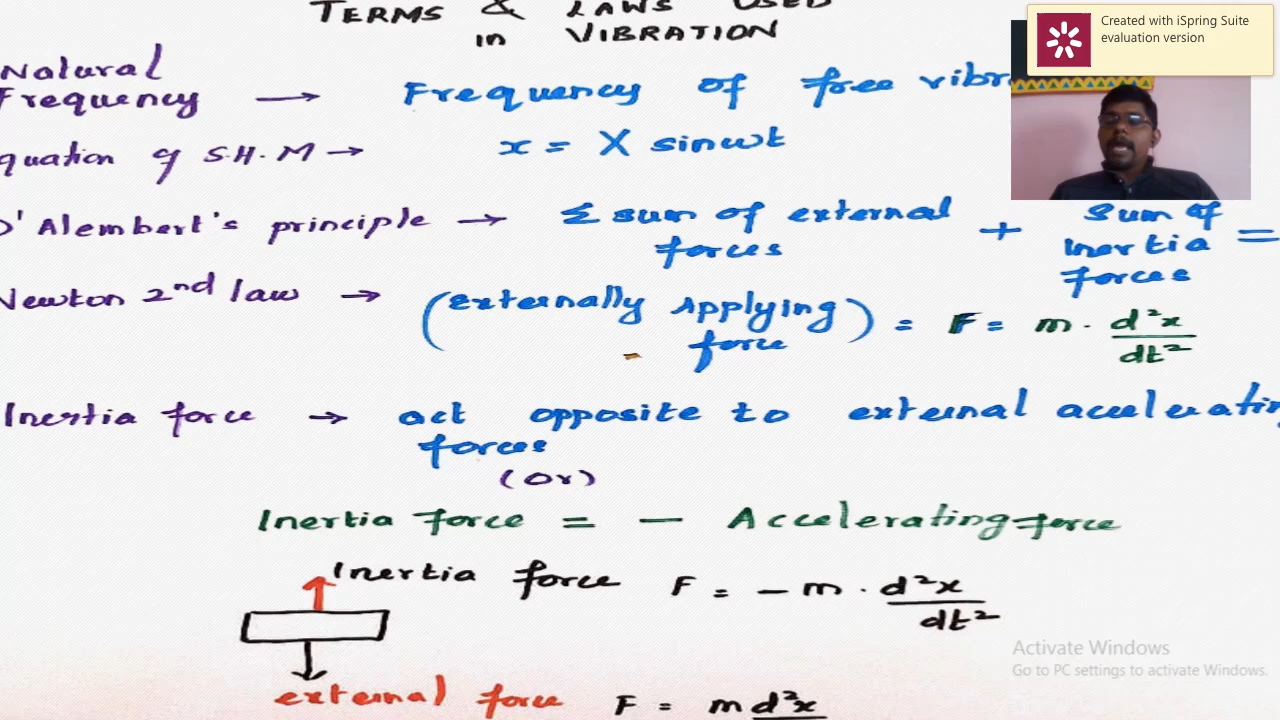 TERMS & LAWS USED
in VIBRATION
Created with iSpring Suite
evaluation version
Natural
Frequency → Frequency of free vibr
quation of S.H.M → x = X sinωt
D'Alembert's principle → Σ sum of external forces + Sum of inertia forces =
Newton 2nd law → (externally applying force) = F = m . d²x/dt²
Inertia force → act opposite to external acceleratin
forces
(Or)
Inertia force = - Accelerating force
Inertia force F = - m . d²x/dt²
external force F = m d²x
Activate Windows
Go to PC settings to activate Windows.